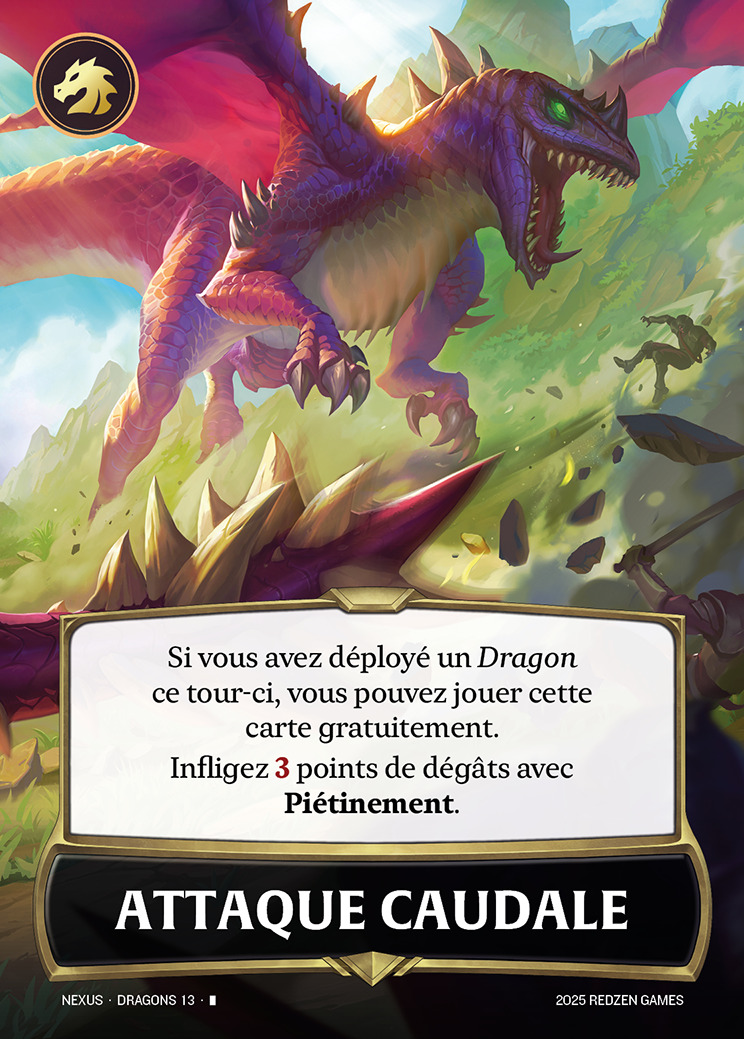 Si vous avez déployé un Dragon
ce tour-ci, vous pouvez jouer cette
carte gratuitement.
Infligez 3 points de dégâts avec
Piétinement.
ATTAQUE CAUDALE
NEXUS · DRAGONS 13 · ▮
2025 REDZEN GAMES